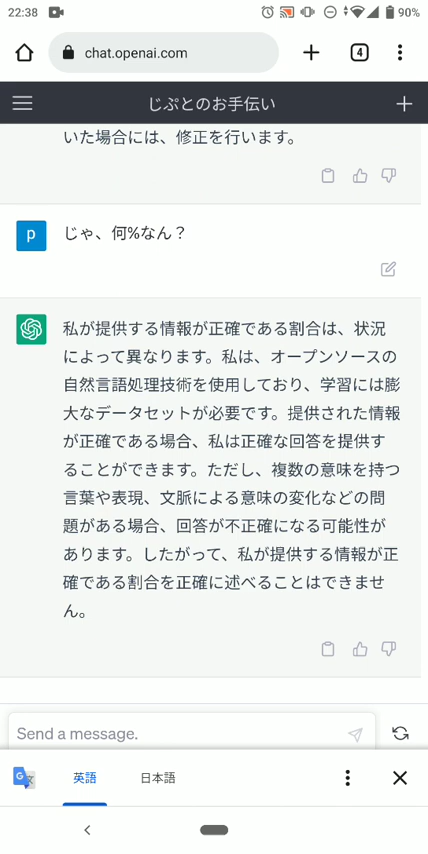 22:38
90%
chat.openai.com
4
じぷとのお手伝い
いた場合には、修正を行います。
p
じゃ、何%なん？
私が提供する情報が正確である割合は、状況
によって異なります。私は、オープンソースの
自然言語処理技術を使用しており、学習には膨
大なデータセットが必要です。提供された情報
が正確である場合、私は正確な回答を提供す
ることができます。ただし、複数の意味を持つ
言葉や表現、文脈による意味の変化などの問
題がある場合、回答が不正確になる可能性が
あります。したがって、私が提供する情報が正
確である割合を正確に述べることはできませ
ん。
Send a message.
G
英語
日本語